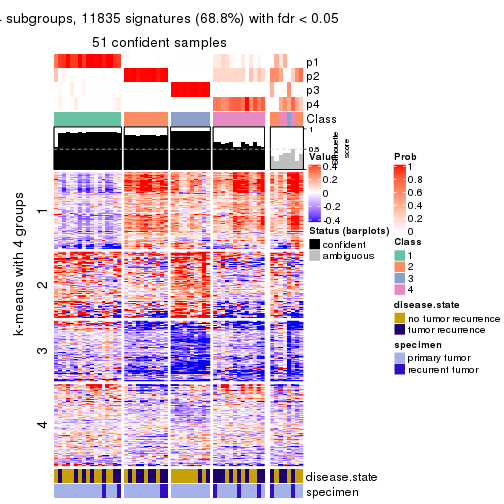 subgroups, 11835 signatures (68.8%) with fdr < 0.05
51 confident samples
p1
p2
p3
p4
Class
1
0.5
0
silhouette
score
k-means with 4 groups
1
2
3
4
disease.state
specimen
Value
0.4
0.2
0
-0.2
-0.4
Status (barplots)
confident
ambiguous
Prob
1
0.8
0.6
0.4
0.2
0
Class
1
2
3
4
disease.state
no tumor recurrence
tumor recurrence
specimen
primary tumor
recurrent tumor